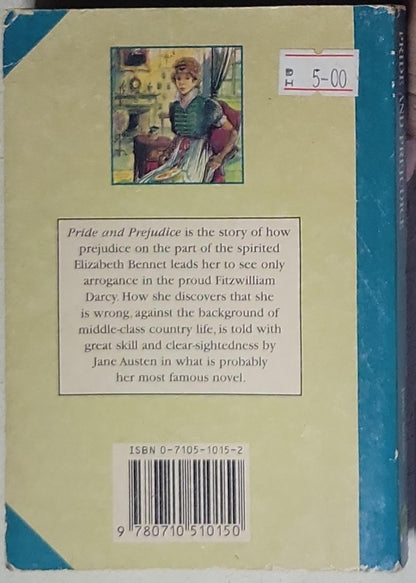 5-00
Pride and Prejudice is the story of how
prejudice on the part of the spirited
Elizabeth Bennet leads her to see only
arrogance in the proud Fitzwilliam
Darcy. How she discovers that she
is wrong, against the background of
middle-class country life, is told with
great skill and clear-sightedness by
Jane Austen in what is probably
her most famous novel.
ISBN 0-7105-1015-2
9 780710 510150
PRIDE AND PREJUDICE